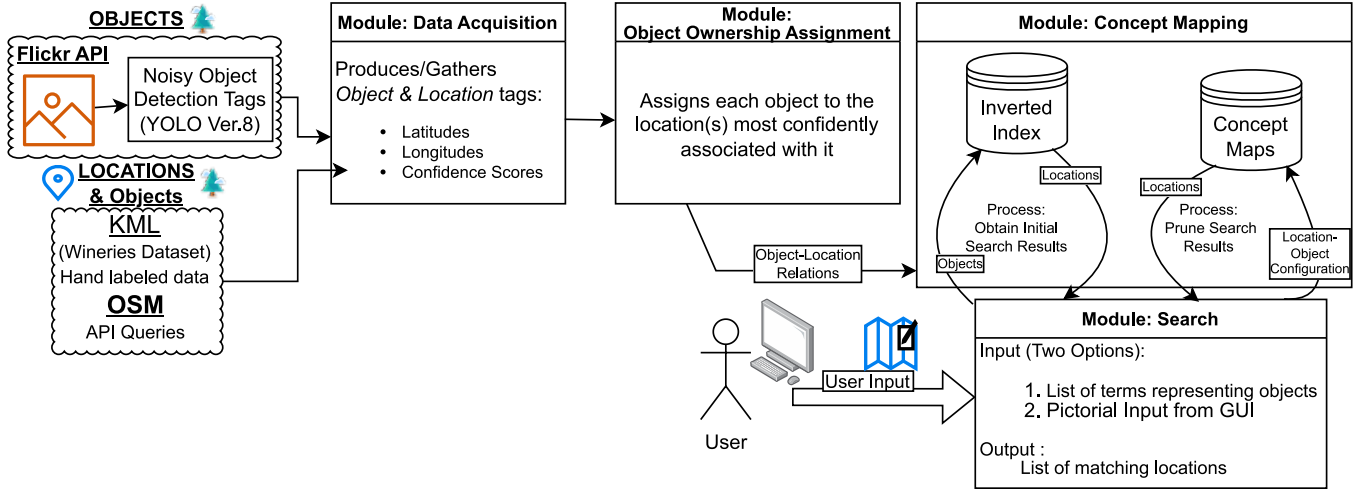 OBJECTS
Flickr API
Noisy Object
Detection Tags
(YOLO Ver.8)
LOCATIONS
& Objects
KML
(Wineries Dataset)
Hand labeled data
OSM
API Queries
Module: Data Acquisition
Produces/Gathers
Object & Location tags:
• Latitudes
• Longitudes
• Confidence Scores
Module:
Object Ownership Assignment
Assigns each object to the
location(s) most confidently
associated with it
Object-Location
Relations
Module: Concept Mapping
Inverted
Index
Concept
Maps
Locations
Locations
Process:
Obtain Initial
Search Results
Process:
Prune Search
Results
Objects
Location-
Object
Configuration
User
User Input
Module: Search
Input (Two Options):
1. List of terms representing objects
2. Pictorial Input from GUI
Output :
List of matching locations